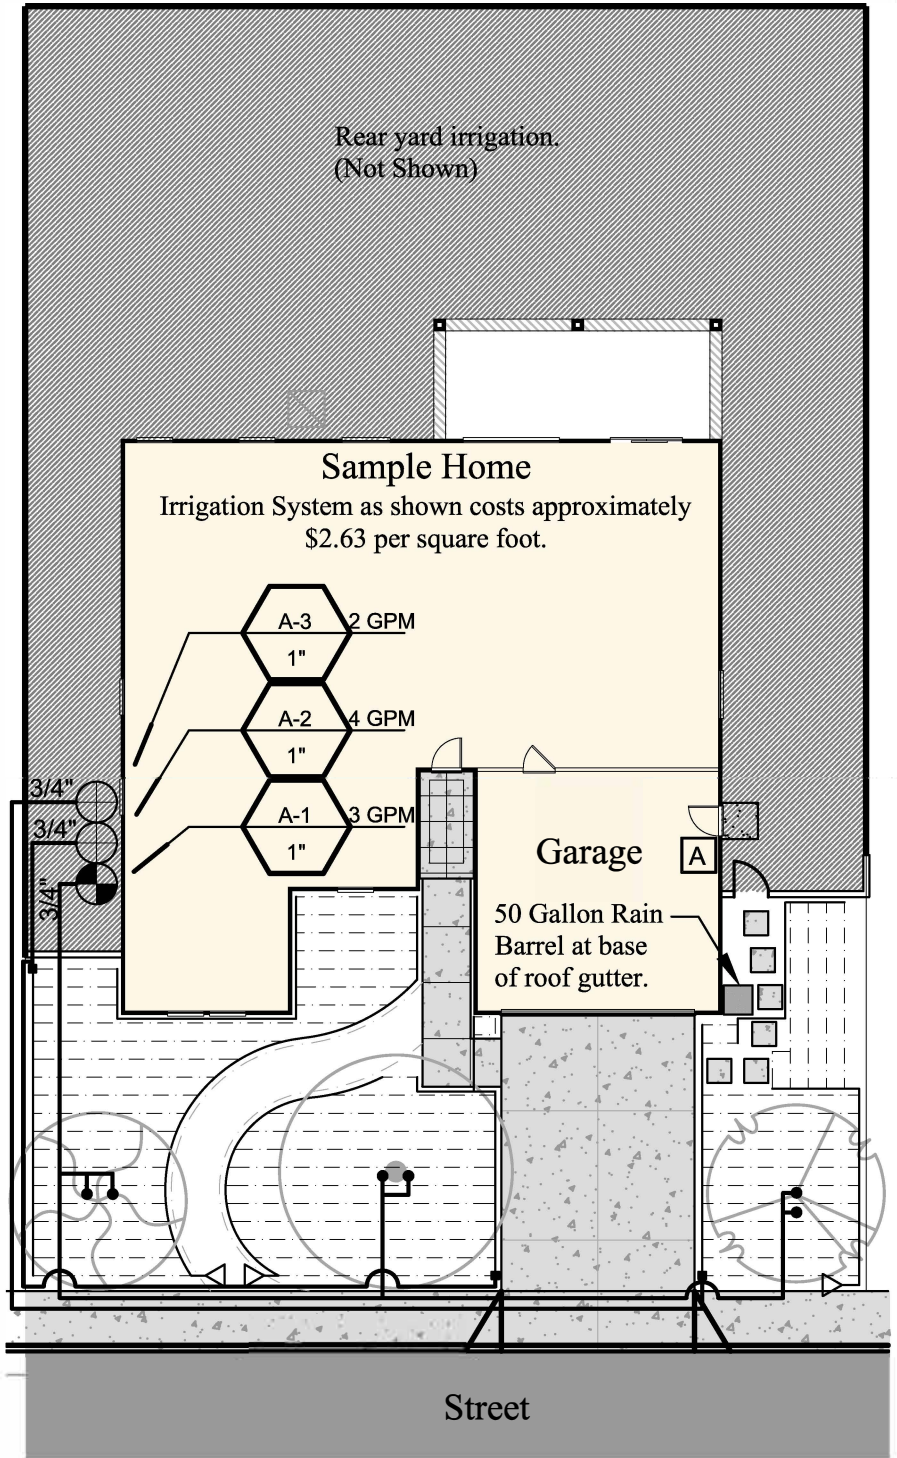 Rear yard irrigation.
(Not Shown)
Sample Home
Irrigation System as shown costs approximately
$2.63 per square foot.
A-3 2 GPM
1"
A-2 4 GPM
1"
A-1 3 GPM
1"
3/4"
3/4"
3/4"
Garage
A
50 Gallon Rain
Barrel at base
of roof gutter.
Street